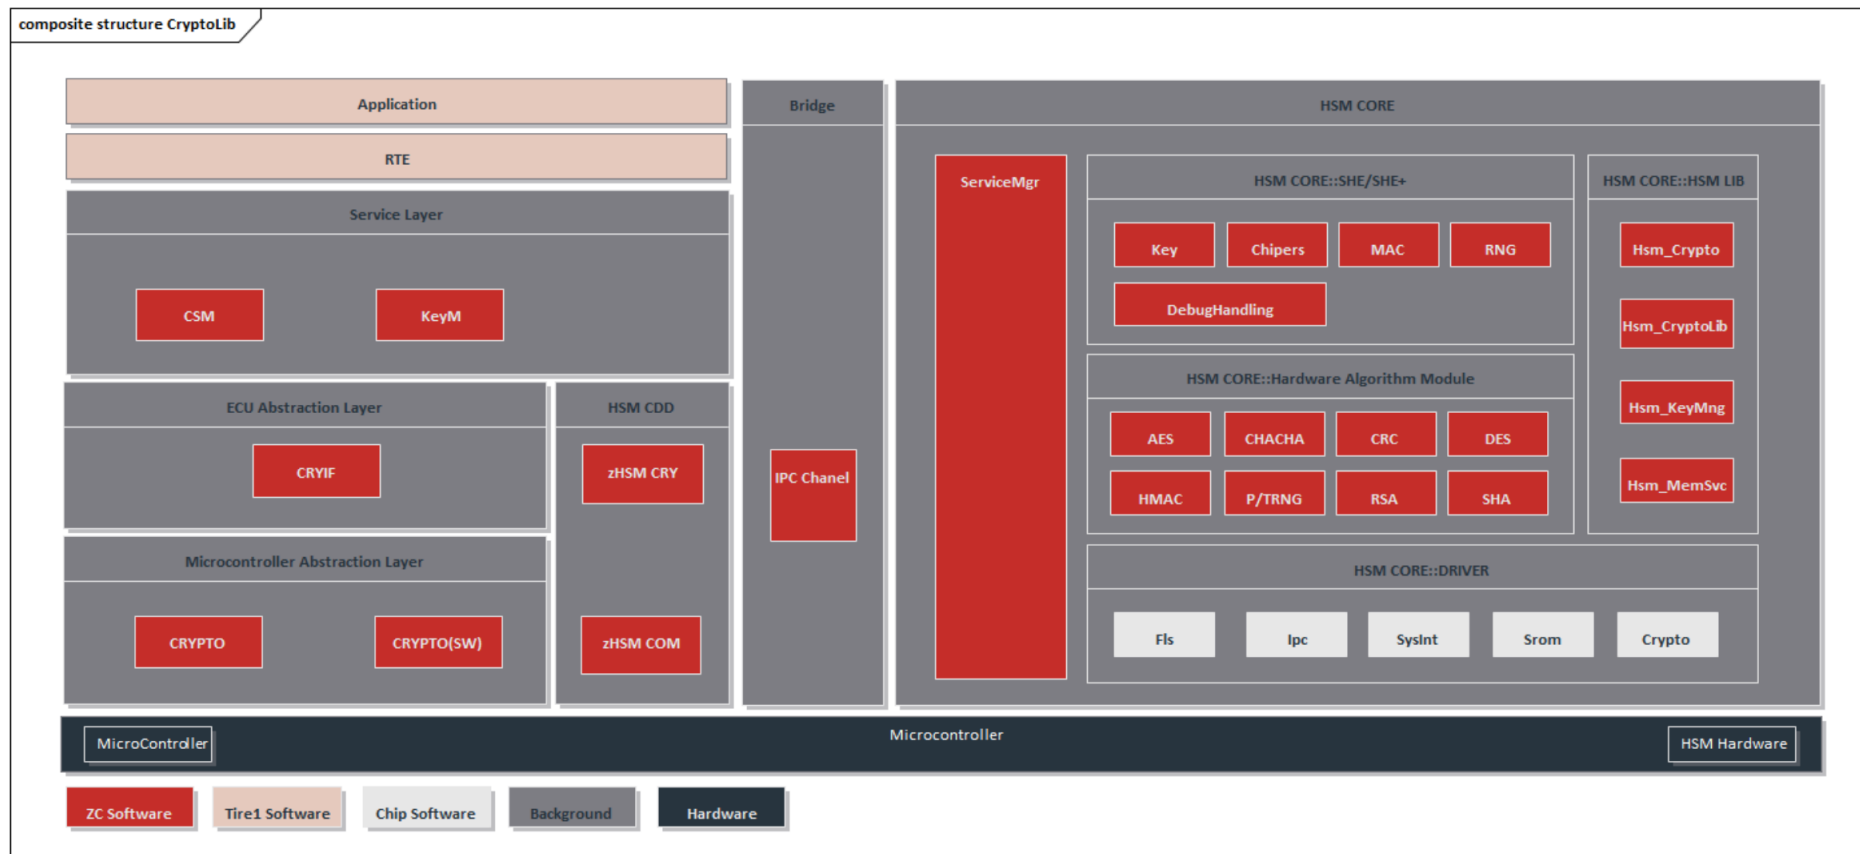 composite structure CryptoLib
Application
RTE
Service Layer
CSM
KeyM
ECU Abstraction Layer
CRYIF
HSM CDD
zHSM CRY
zHSM COM
Microcontroller Abstraction Layer
CRYPTO
CRYPTO(SW)
Bridge
IPC Chanel
HSM CORE
ServiceMgr
HSM CORE::SHE/SHE+
Key
Chipers
MAC
RNG
DebugHandling
HSM CORE::Hardware Algorithm Module
AES
CHACHA
CRC
DES
HMAC
P/TRNG
RSA
SHA
HSM CORE::HSM LIB
Hsm_Crypto
Hsm_CryptoLib
Hsm_KeyMng
Hsm_MemSvc
HSM CORE::DRIVER
Fls
Ipc
SysInt
Srom
Crypto
MicroController
Microcontroller
HSM Hardware
ZC Software
Tire1 Software
Chip Software
Background
Hardware